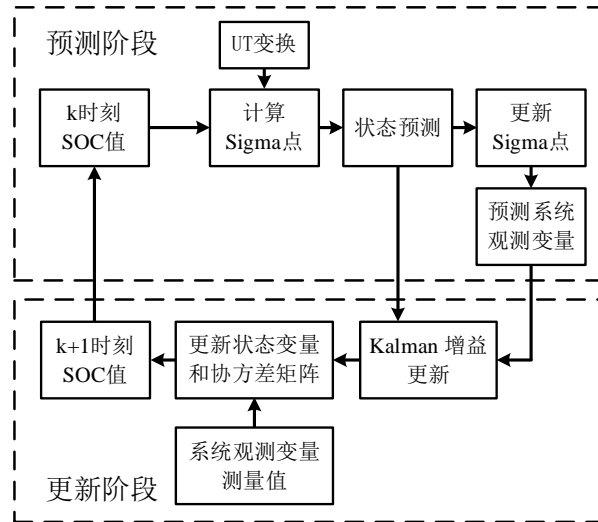 预测阶段
UT变换
k时刻
SOC值
计算
Sigma点
状态预测
更新
Sigma点
预测系统
观测变量
k+1时刻
SOC值
更新状态变量
和协方差矩阵
Kalman 增益
更新
系统观测变量
测量值
更新阶段